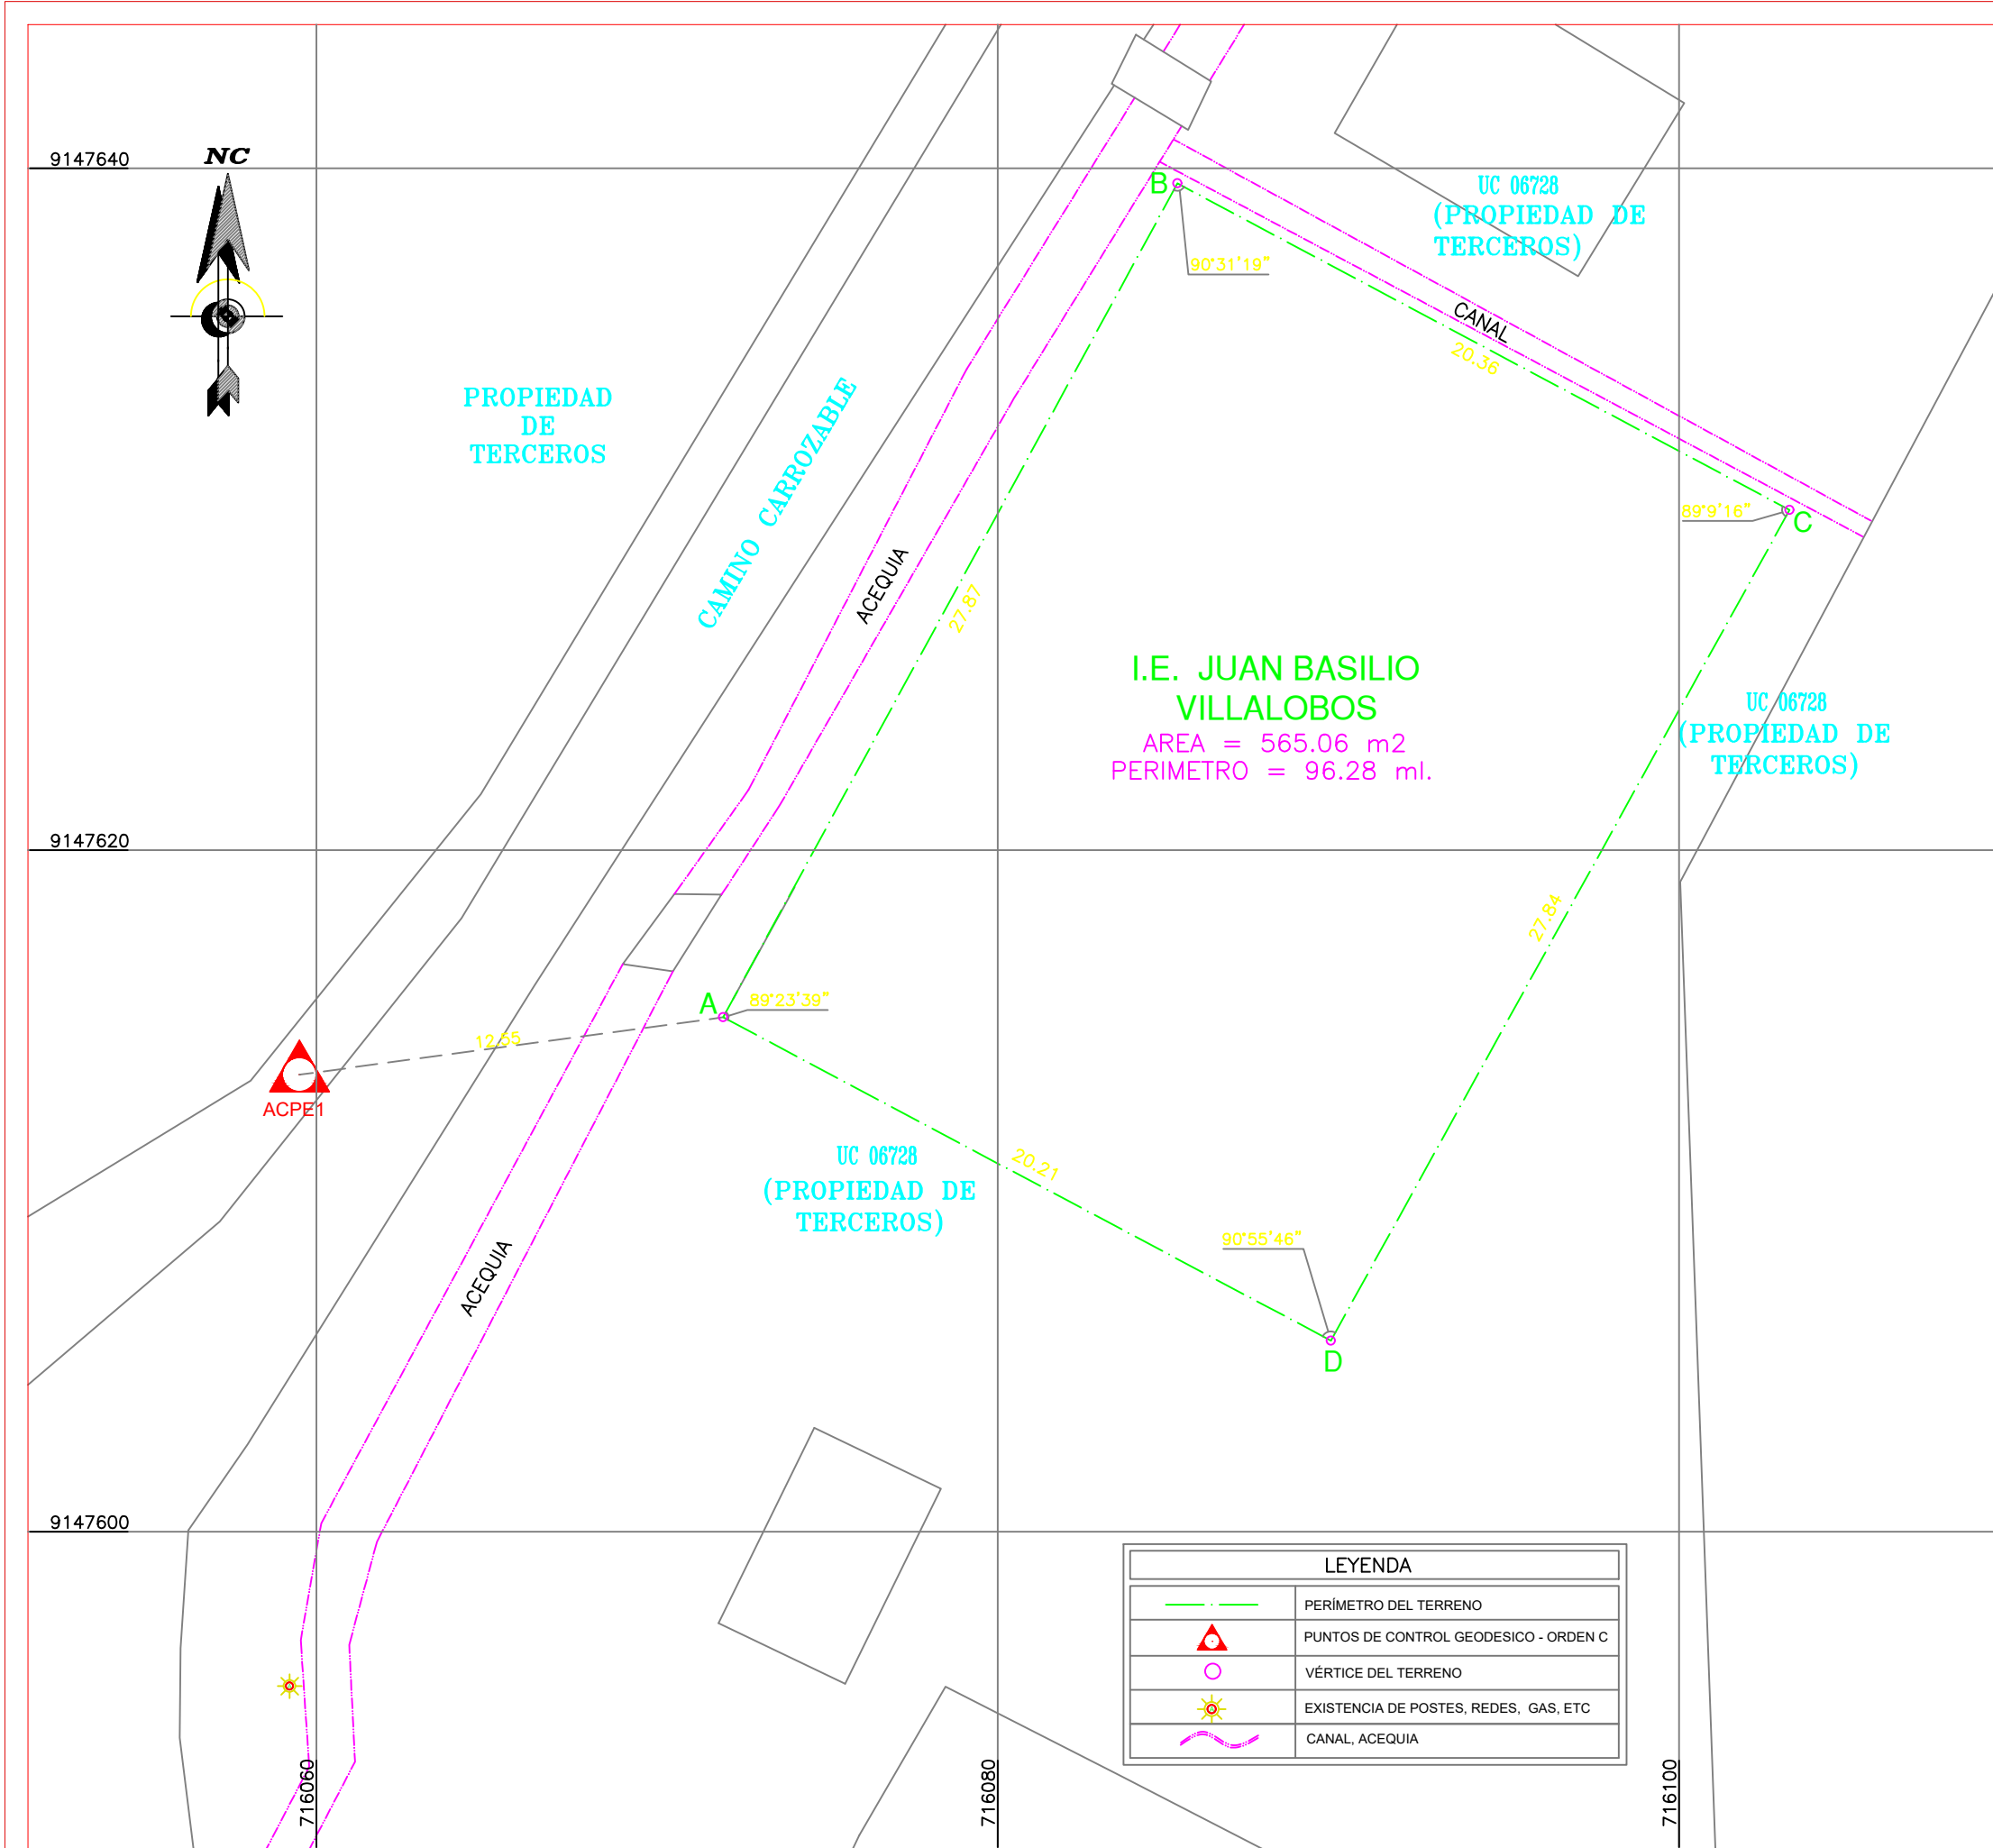 9147640
NC
B
UC 06728
(PROPIEDAD DE
TERCEROS)
90°31'19"
CANAL
20.36
PROPIEDAD
DE
TERCEROS
CAMINO CARROZABLE
ACEQUIA
27.87
89°9'16"
C
I.E. JUAN BASILIO
VILLALOBOS
AREA = 565.06 m2
PERIMETRO = 96.28 ml.
UC 06728
(PROPIEDAD DE
TERCEROS)
9147620
27.84
A
89°23'39"
12.55
ACPE1
UC 06728
(PROPIEDAD DE
TERCEROS)
20.21
90°55'46"
ACEQUIA
D
9147600
LEYENDA
PERÍMETRO DEL TERRENO
PUNTOS DE CONTROL GEODESICO - ORDEN C
VÉRTICE DEL TERRENO
EXISTENCIA DE POSTES, REDES, GAS, ETC
CANAL, ACEQUIA
716060
716080
716100